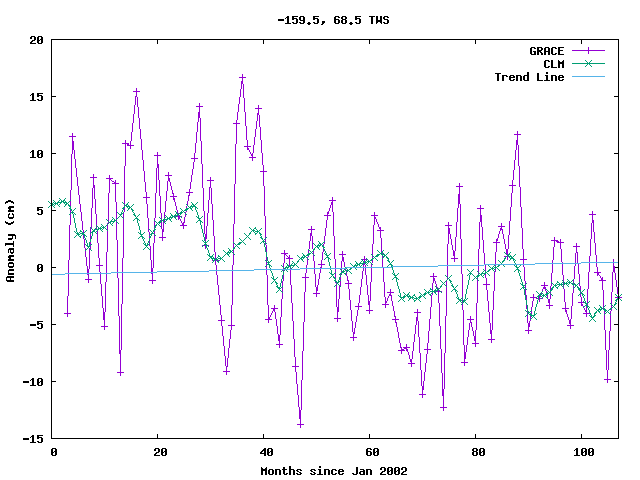 -159.5, 68.5 TWS
GRACE
CLM
Trend Line
20
15
10
5
0
-5
-10
-15
Anomaly (cm)
0 20 40 60 80 100
Months since Jan 2002